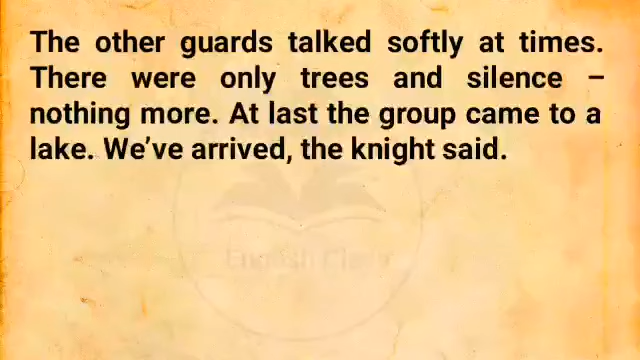 The other guards talked softly at times.
There were only trees and silence –
nothing more. At last the group came to a
lake. We’ve arrived, the knight said.